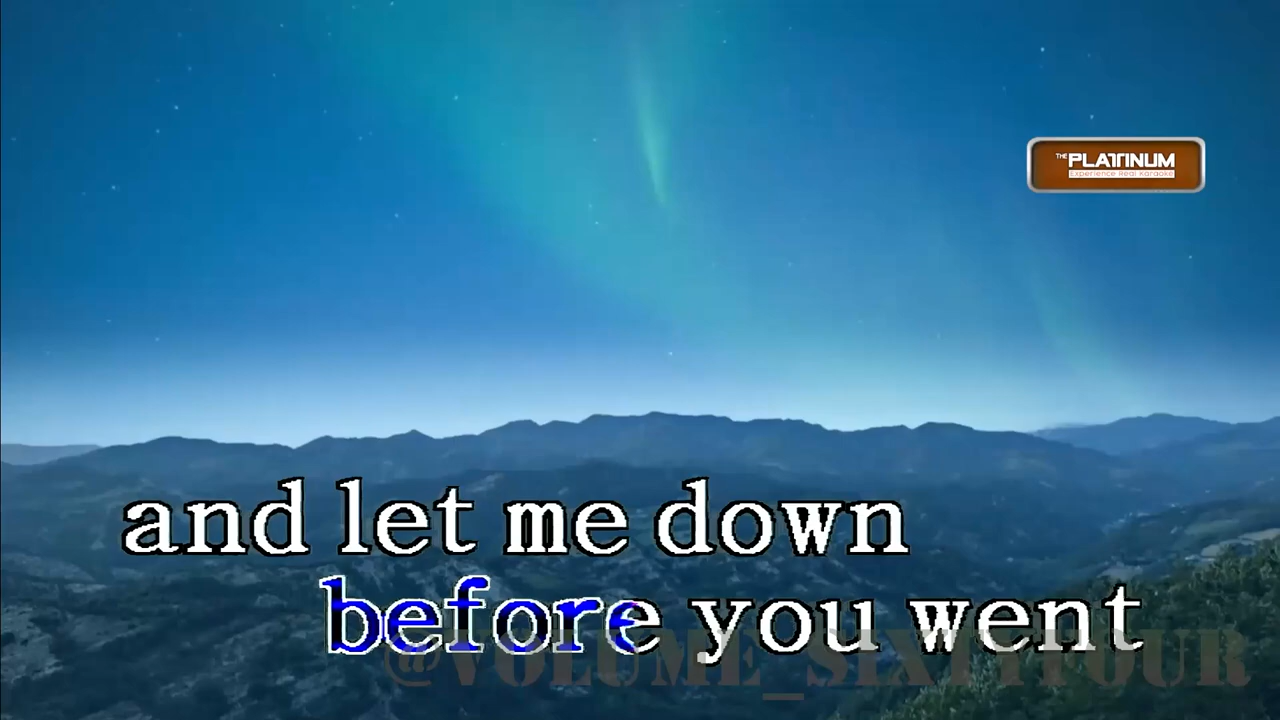 THE PLATINUM
Experience Real Karaoke
and let me down
before you went
@VOLUME_SIXTYFOUR